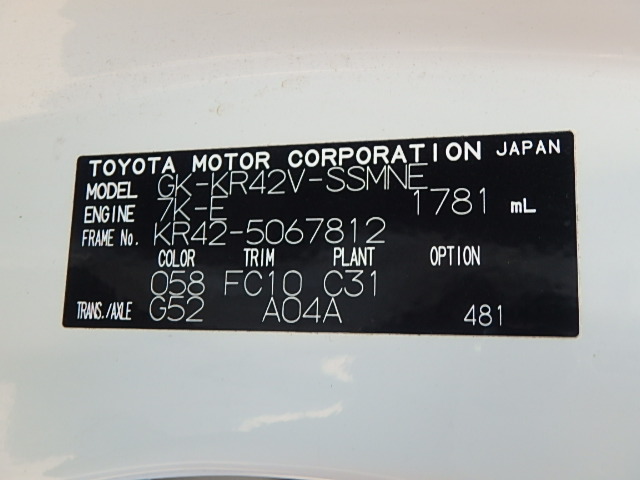 TOYOTA MOTOR CORPORATION JAPAN
MODEL GK-KR42V-SSMNE
ENGINE 7K-E 1781 mL
FRAME No. KR42-5067812
COLOR TRIM PLANT OPTION
058 FC10 C31
TRANS./AXLE G52 A04A 481